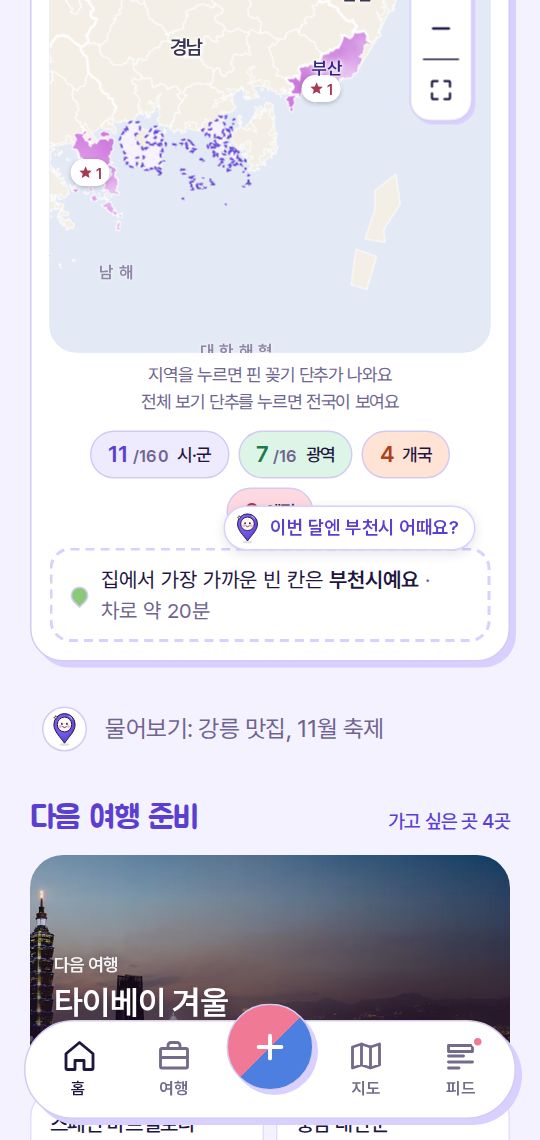 경남
부산
★ 1
★ 1
남해
대한해협
지역을 누르면 핀 꽂기 단추가 나와요
전체 보기 단추를 누르면 전국이 보여요
11 /160 시·군
7 /16 광역
4 개국
이번 달엔 부천시 어때요?
집에서 가장 가까운 빈 칸은 부천시예요 ·
차로 약 20분
물어보기: 강릉 맛집, 11월 축제
다음 여행 준비
가고 싶은 곳 4곳
다음 여행
타이베이 겨울
홈
여행
지도
피드